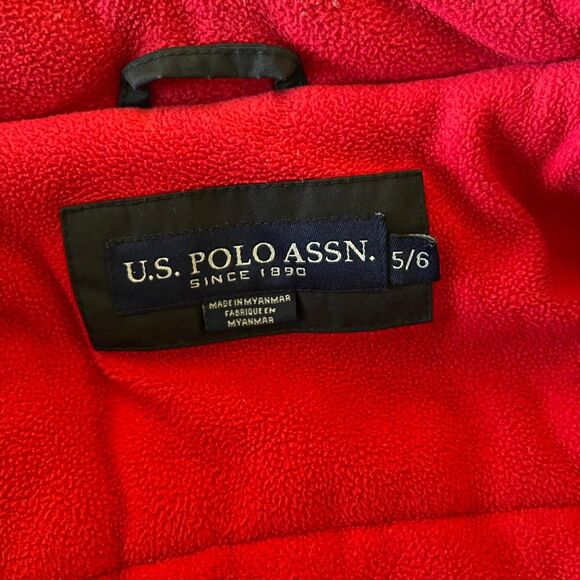 U.S. POLO ASSN.
SINCE 1890
5/6
MADE IN MYANMAR
FABRIQUE EN
MYANMAR